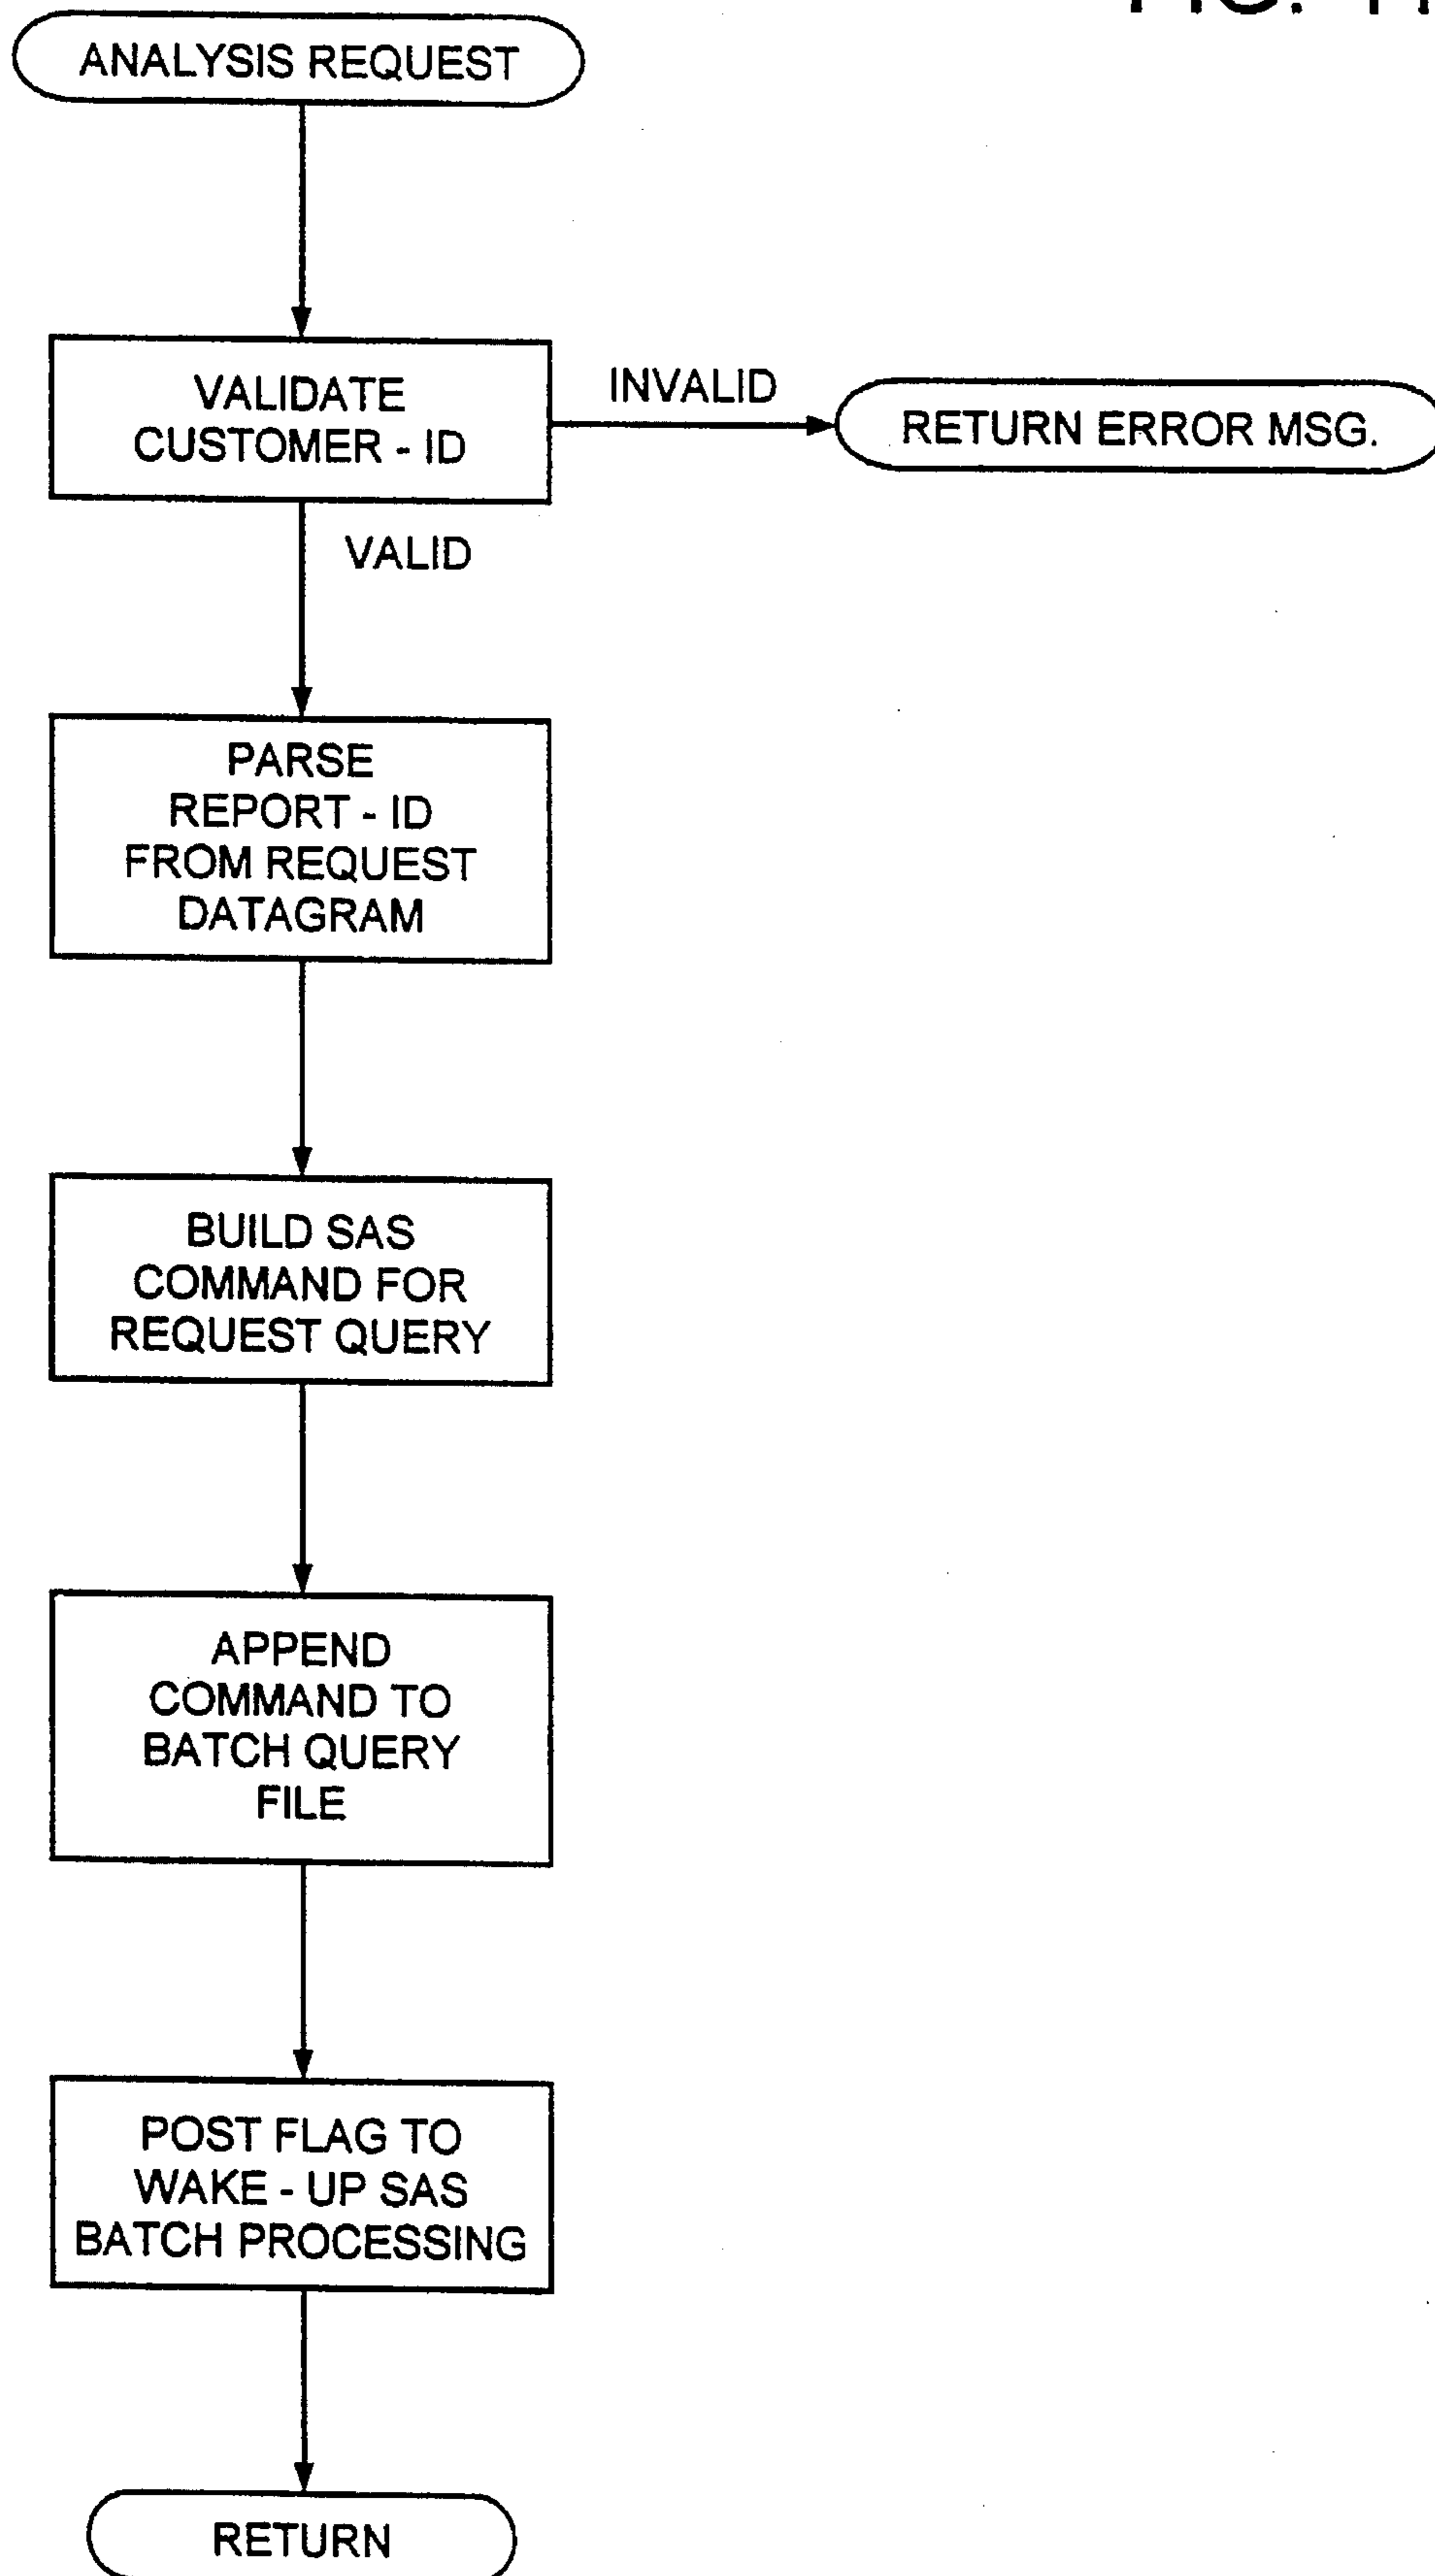 ANALYSIS REQUEST
VALIDATE
CUSTOMER - ID
INVALID
RETURN ERROR MSG.
VALID
PARSE
REPORT - ID
FROM REQUEST
DATAGRAM
BUILD SAS
COMMAND FOR
REQUEST QUERY
APPEND
COMMAND TO
BATCH QUERY
FILE
POST FLAG TO
WAKE - UP SAS
BATCH PROCESSING
RETURN